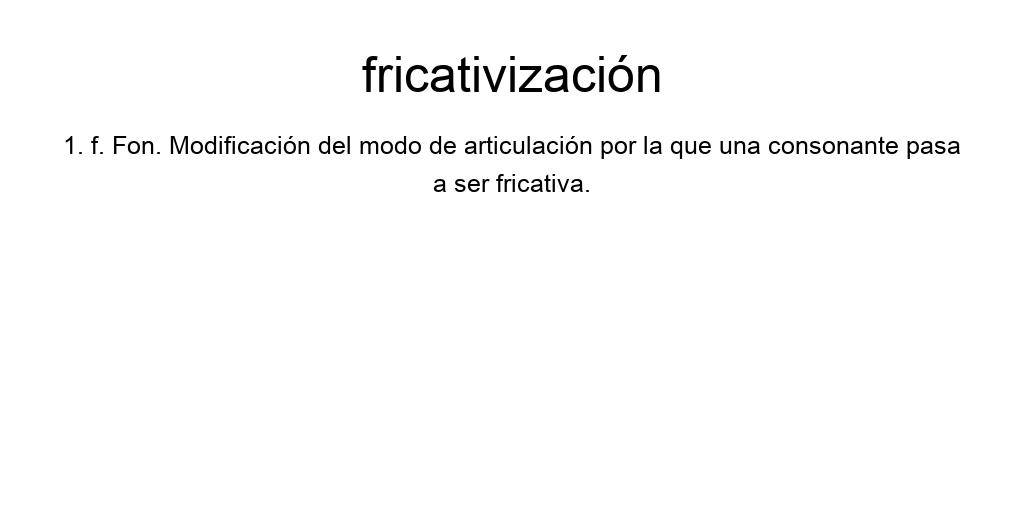 fricativización
1. f. Fon. Modificación del modo de articulación por la que una consonante pasa
a ser fricativa.